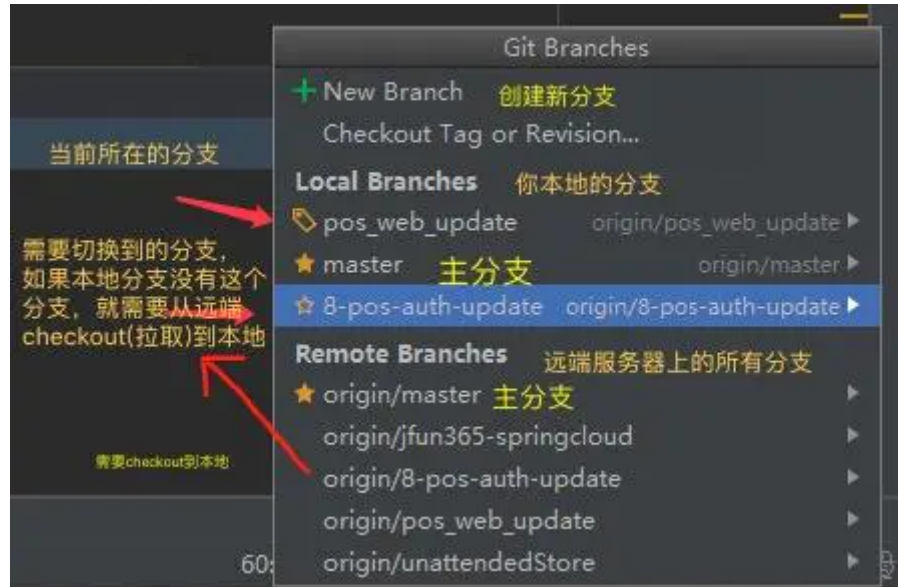 Git Branches
New Branch 创建新分支
Checkout Tag or Revision...
当前所在的分支
Local Branches 你本地的分支
pos_web_update origin/pos_web_update
master 主分支 origin/master
8-pos-auth-update origin/8-pos-auth-update
需要切换到的分支，
如果本地分支没有这个
分支，就需要从远端
checkout(拉取)到本地
Remote Branches 远端服务器上的所有分支
origin/master 主分支
origin/jfun365-springcloud
需要checkout到本地
origin/8-pos-auth-update
origin/pos_web_update
origin/unattendedStore
60: